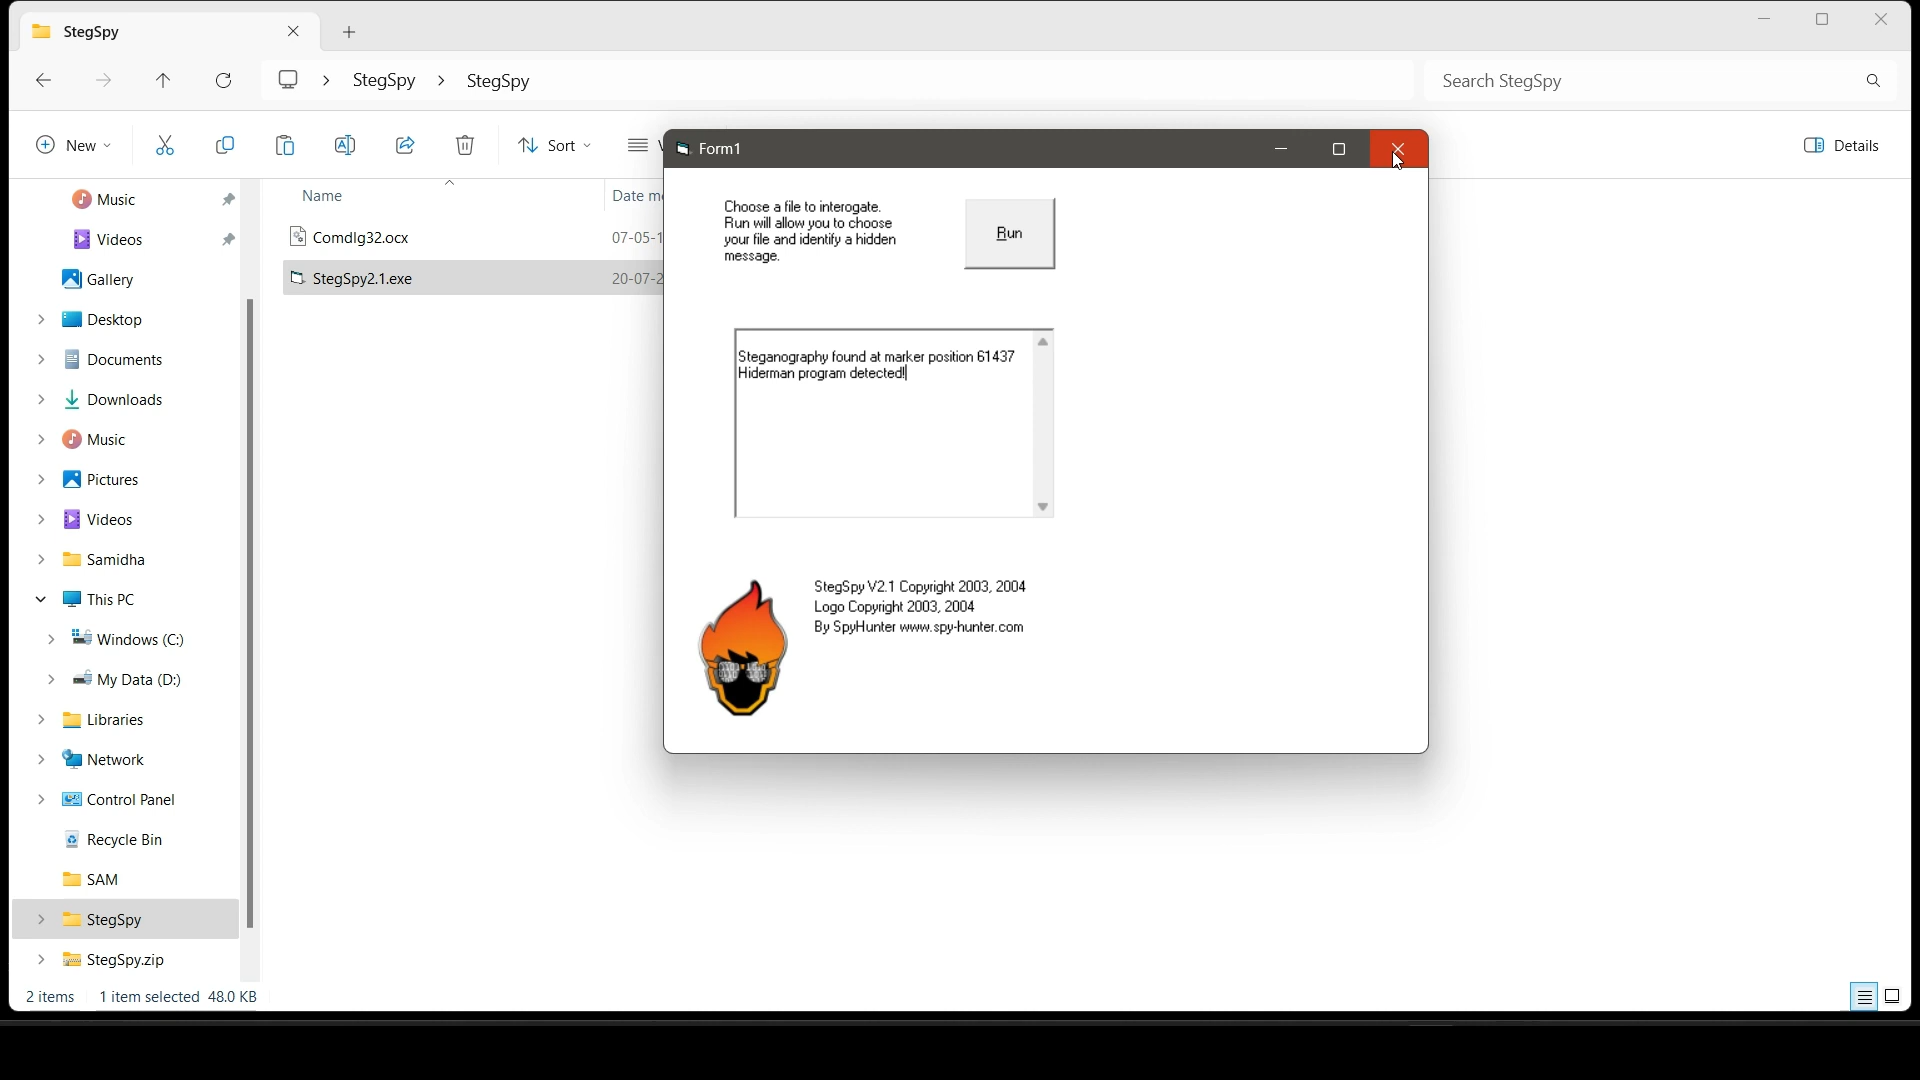 StegSpy
StegSpy > StegSpy
Search StegSpy
New
Sort
Details
Form1
Music
Videos
Gallery
Desktop
Documents
Downloads
Music
Pictures
Videos
Samidha
This PC
Windows (C:)
My Data (D:)
Libraries
Network
Control Panel
Recycle Bin
SAM
StegSpy
StegSpy.zip
Name
Date
Comdlg32.ocx
07-05-1
StegSpy2.1.exe
20-07-2
Choose a file to interogate.
Run will allow you to choose
your file and identify a hidden
message.
Run
Steganography found at marker position 61437
Hiderman program detected!
StegSpy V2.1 Copyright 2003, 2004
Logo Copyright 2003, 2004
By SpyHunter www.spy-hunter.com
2 items 1 item selected 48.0 KB